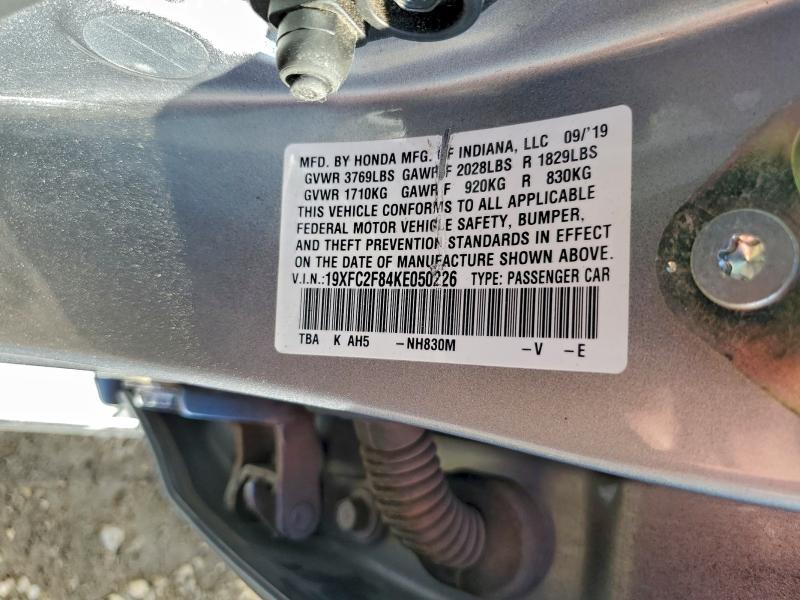 MFD. BY HONDA MFG. OF INDIANA, LLC 09/'19
GVWR 3769LBS GAWR F 2028LBS R 1829LBS
GVWR 1710KG GAWR F 920KG R 830KG
THIS VEHICLE CONFORMS TO ALL APPLICABLE
FEDERAL MOTOR VEHICLE SAFETY, BUMPER,
AND THEFT PREVENTION STANDARDS IN EFFECT
ON THE DATE OF MANUFACTURE SHOWN ABOVE.
V.I.N.:19XFC2F84KE050226 TYPE: PASSENGER CAR
TBA K AH5 -NH830M -V -E